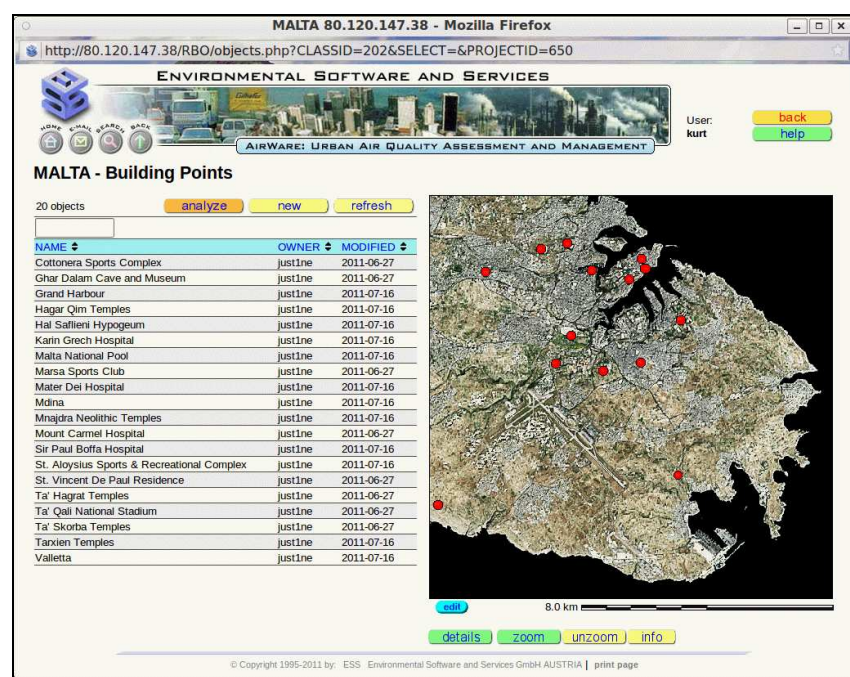 MALTA 80.120.147.38 - Mozilla Firefox
http://80.120.147.38/RBO/objects.php?CLASSID=202&SELECT=&PROJECTID=650
ENVIRONMENTAL SOFTWARE AND SERVICES
HOME E-MAIL SEARCH BACK
AIRWARE: URBAN AIR QUALITY ASSESSMENT AND MANAGEMENT
User:
kurt
back
help
MALTA - Building Points
20 objects analyze new refresh
NAME OWNER MODIFIED
Cottonera Sports Complex just1ne 2011-06-27
Ghar Dalam Cave and Museum just1ne 2011-06-27
Grand Harbour just1ne 2011-07-16
Hagar Qim Temples just1ne 2011-07-16
Hal Saflieni Hypogeum just1ne 2011-07-16
Karin Grech Hospital just1ne 2011-07-16
Malta National Pool just1ne 2011-07-16
Marsa Sports Club just1ne 2011-06-27
Mater Dei Hospital just1ne 2011-07-16
Mdina just1ne 2011-07-16
Mnajdra Neolithic Temples just1ne 2011-07-16
Mount Carmel Hospital just1ne 2011-06-27
Sir Paul Boffa Hospital just1ne 2011-07-16
St. Aloysius Sports & Recreational Complex just1ne 2011-07-16
St. Vincent De Paul Residence just1ne 2011-06-27
Ta' Hagrat Temples just1ne 2011-06-27
Ta' Qali National Stadium just1ne 2011-06-27
Ta' Skorba Temples just1ne 2011-06-27
Tarxien Temples just1ne 2011-07-16
Valletta just1ne 2011-07-16
edit 8.0 km
details zoom unzoom info
© Copyright 1995-2011 by: ESS Environmental Software and Services GmbH AUSTRIA | print page